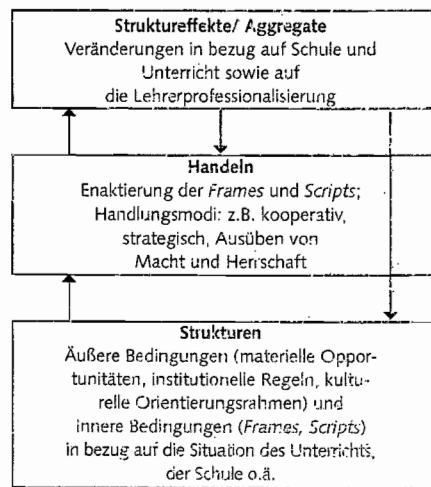 Struktureffekte/ Aggregate
Veränderungen in bezug auf Schule und
Unterricht sowie auf
die Lehrerprofessionalisierung
Handeln
Enaktierung der Frames und Scripts;
Handlungsmodi: z.B. kooperativ,
strategisch, Ausüben von
Macht und Herrschaft
Strukturen
Äußere Bedingungen (materielle Oppor-
tunitäten, institutionelle Regeln, kultu-
relle Orientierungsrahmen) und
innere Bedingungen (Frames, Scripts)
in bezug auf die Situation des Unterrichts,
der Schule o.ä.